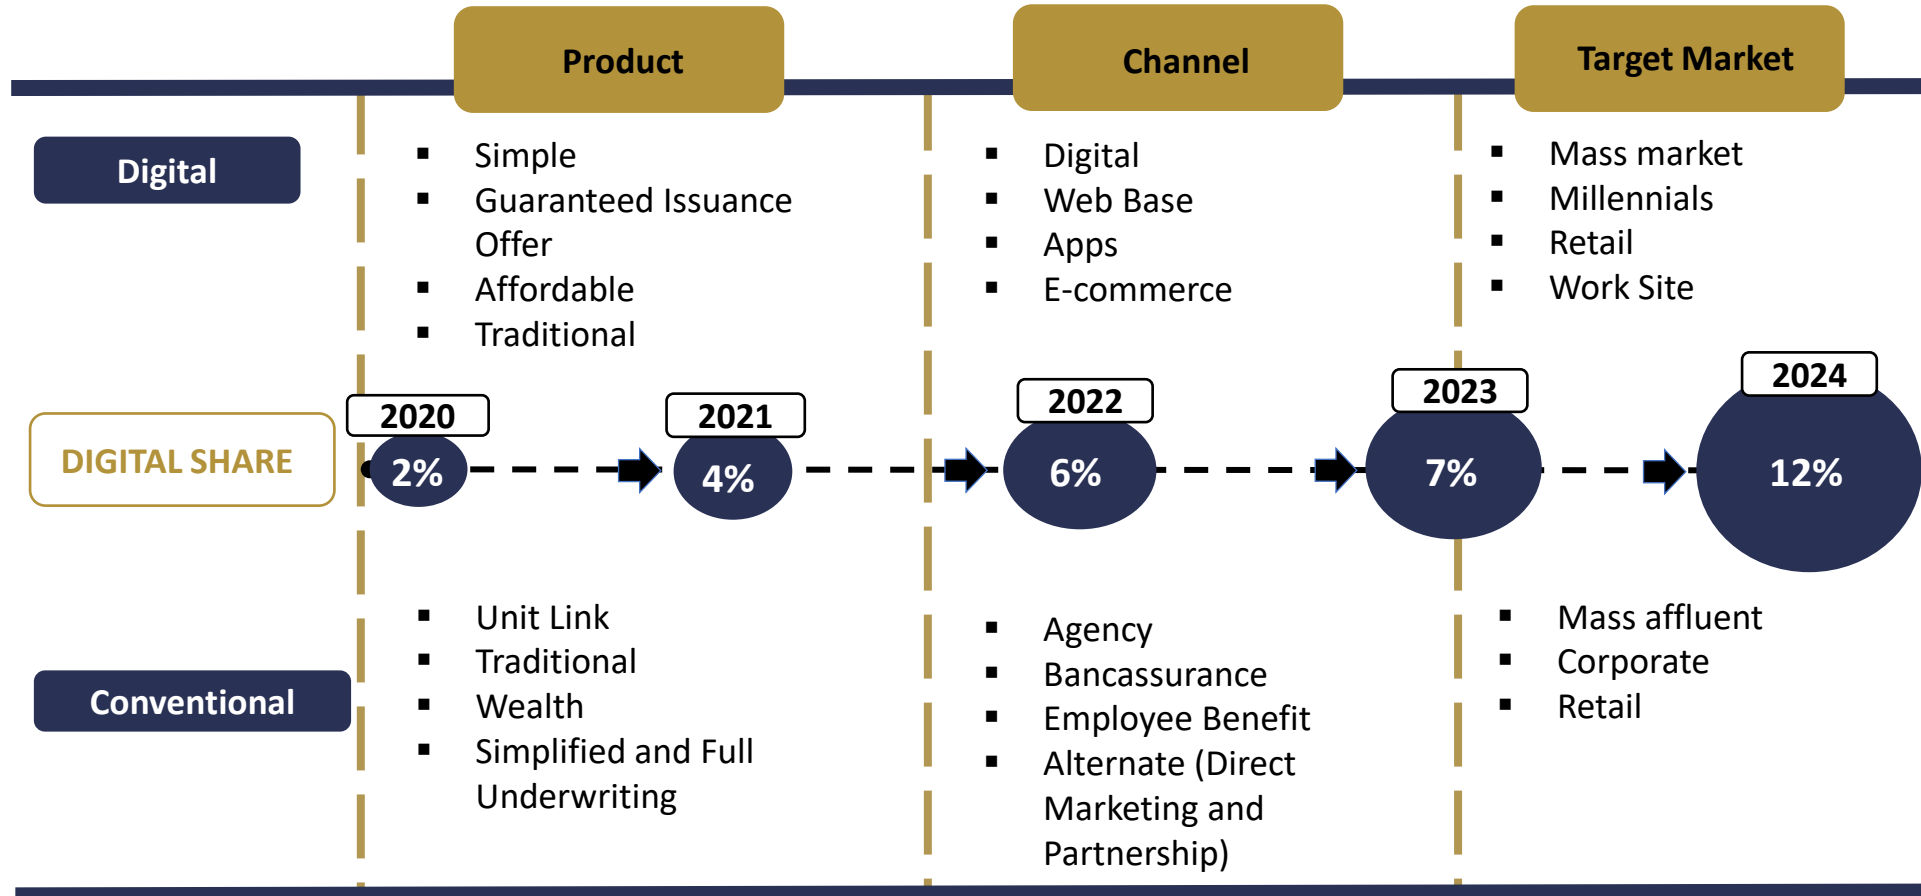 Product
Channel
Target Market
Digital
▪ Simple
▪ Guaranteed Issuance
Offer
▪ Affordable
▪ Traditional
▪ Digital
▪ Web Base
▪ Apps
▪ E-commerce
▪ Mass market
▪ Millennials
▪ Retail
▪ Work Site
DIGITAL SHARE
2020
2%
2021
4%
2022
6%
2023
7%
2024
12%
Conventional
▪ Unit Link
▪ Traditional
▪ Wealth
▪ Simplified and Full
Underwriting
▪ Agency
▪ Bancassurance
▪ Employee Benefit
▪ Alternate (Direct
Marketing and
Partnership)
▪ Mass affluent
▪ Corporate
▪ Retail